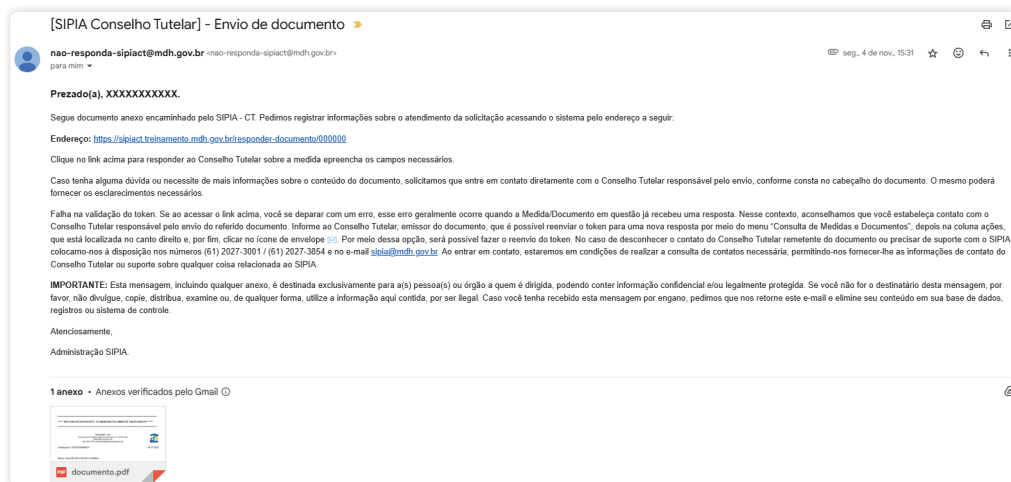 [SIPIA Conselho Tutelar] - Envio de documento
nao-responda-sipiact@mdh.gov.br <nao-responda-sipiact@mdh.gov.br>
seg., 4 de nov., 15:31
para mim
Prezado(a), XXXXXXXXXXX.
Segue documento anexo encaminhado pelo SIPIA - CT. Pedimos registrar informações sobre o atendimento da solicitação acessando o sistema pelo endereço a seguir:
Endereço: https://sipiact.treinamento.mdh.gov.br/responder-documento/000000
Clique no link acima para responder ao Conselho Tutelar sobre a medida epreencha os campos necessários.
Caso tenha alguma dúvida ou necessite de mais informações sobre o conteúdo do documento, solicitamos que entre em contato diretamente com o Conselho Tutelar responsável pelo envio, conforme consta no cabeçalho do documento. O mesmo poderá
fornecer os esclarecimentos necessários.
Falha na validação do token: Se ao acessar o link acima, você se deparar com um erro, esse erro geralmente ocorre quando a Medida/Documento em questão já recebeu uma resposta. Nesse contexto, aconselhamos que você estabeleça contato com o
Conselho Tutelar responsável pelo envio do referido documento. Informe ao Conselho Tutelar, emissor do documento, que é possível reenviar o token para uma nova resposta por meio do menu "Consulta de Medidas e Documentos", depois na coluna ações,
que está localizada no canto direito e, por fim, clicar no ícone de envelope ✉️. Por meio dessa opção, será possível fazer o reenvio do token. No caso de desconhecer o contato do Conselho Tutelar remetente do documento ou precisar de suporte com o SIPIA
colocamo-nos à disposição nos números (61) 2027-3001 / (61) 2027-3854 e no e-mail sipia@mdh.gov.br. Ao entrar em contato, estaremos em condições de realizar a consulta de contatos necessária, permitindo-nos fornecer-lhe as informações de contato do
Conselho Tutelar ou suporte sobre qualquer coisa relacionada ao SIPIA.
IMPORTANTE: Esta mensagem, incluindo qualquer anexo, é destinada exclusivamente para a(s) pessoa(s) ou órgão a quem é dirigida, podendo conter informação confidencial e/ou legalmente protegida. Se você não for o destinatário desta mensagem, por
favor, não divulgue, copie, distribua, examine ou, de qualquer forma, utilize a informação aqui contida, por ser ilegal. Caso você tenha recebido esta mensagem por engano, pedimos que nos retorne este e-mail e elimine seu conteúdo em sua base de dados,
registros ou sistema de controle.
Atenciosamente,
Administração SIPIA.
1 anexo • Anexos verificados pelo Gmail
PDF documento.pdf